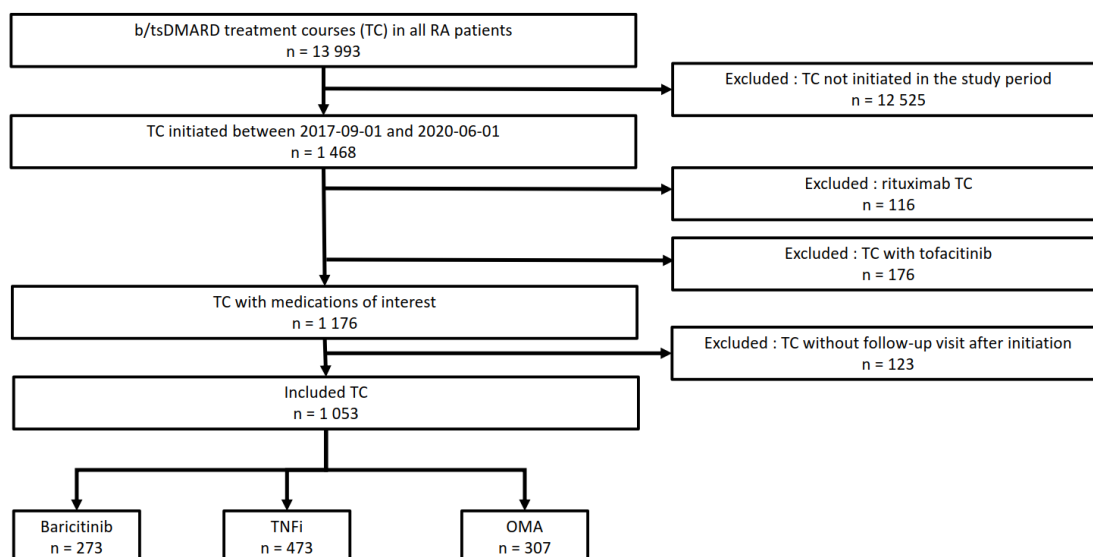 b/tsDMARD treatment courses (TC) in all RA patients
n = 13 993
Excluded : TC not initiated in the study period
n = 12 525
TC initiated between 2017-09-01 and 2020-06-01
n = 1 468
Excluded : rituximab TC
n = 116
Excluded : TC with tofacitinib
n = 176
TC with medications of interest
n = 1 176
Excluded : TC without follow-up visit after initiation
n = 123
Included TC
n = 1 053
Baricitinib
n = 273
TNFi
n = 473
OMA
n = 307